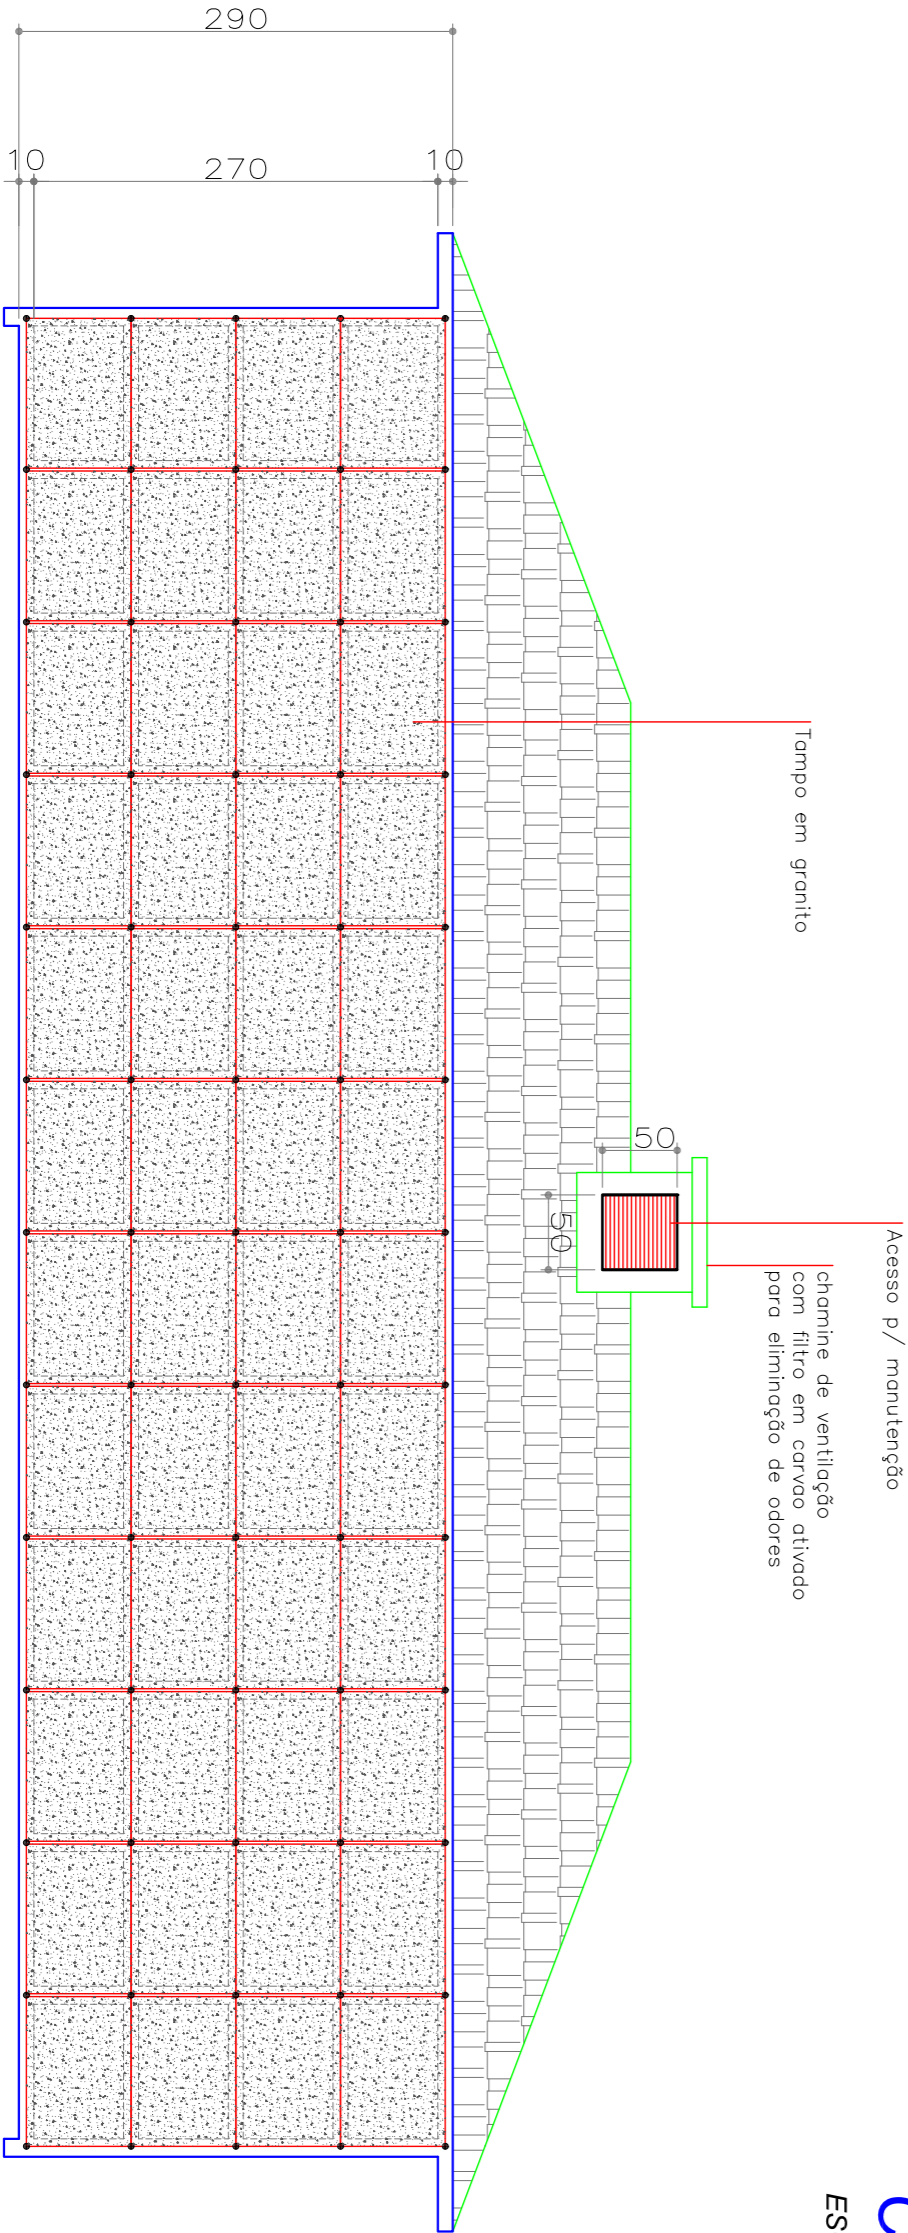 290
10
270
10
Tampo em granito
50
50
Acesso p/ manutenção
chamine de ventilação
com filtro em carvao ativado
para eliminação de odores
ES